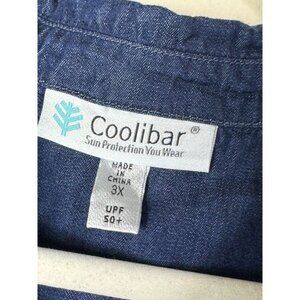 Coolibar®
Sun Protection You Wear
MADE
IN
CHINA
3X
UPF
50+